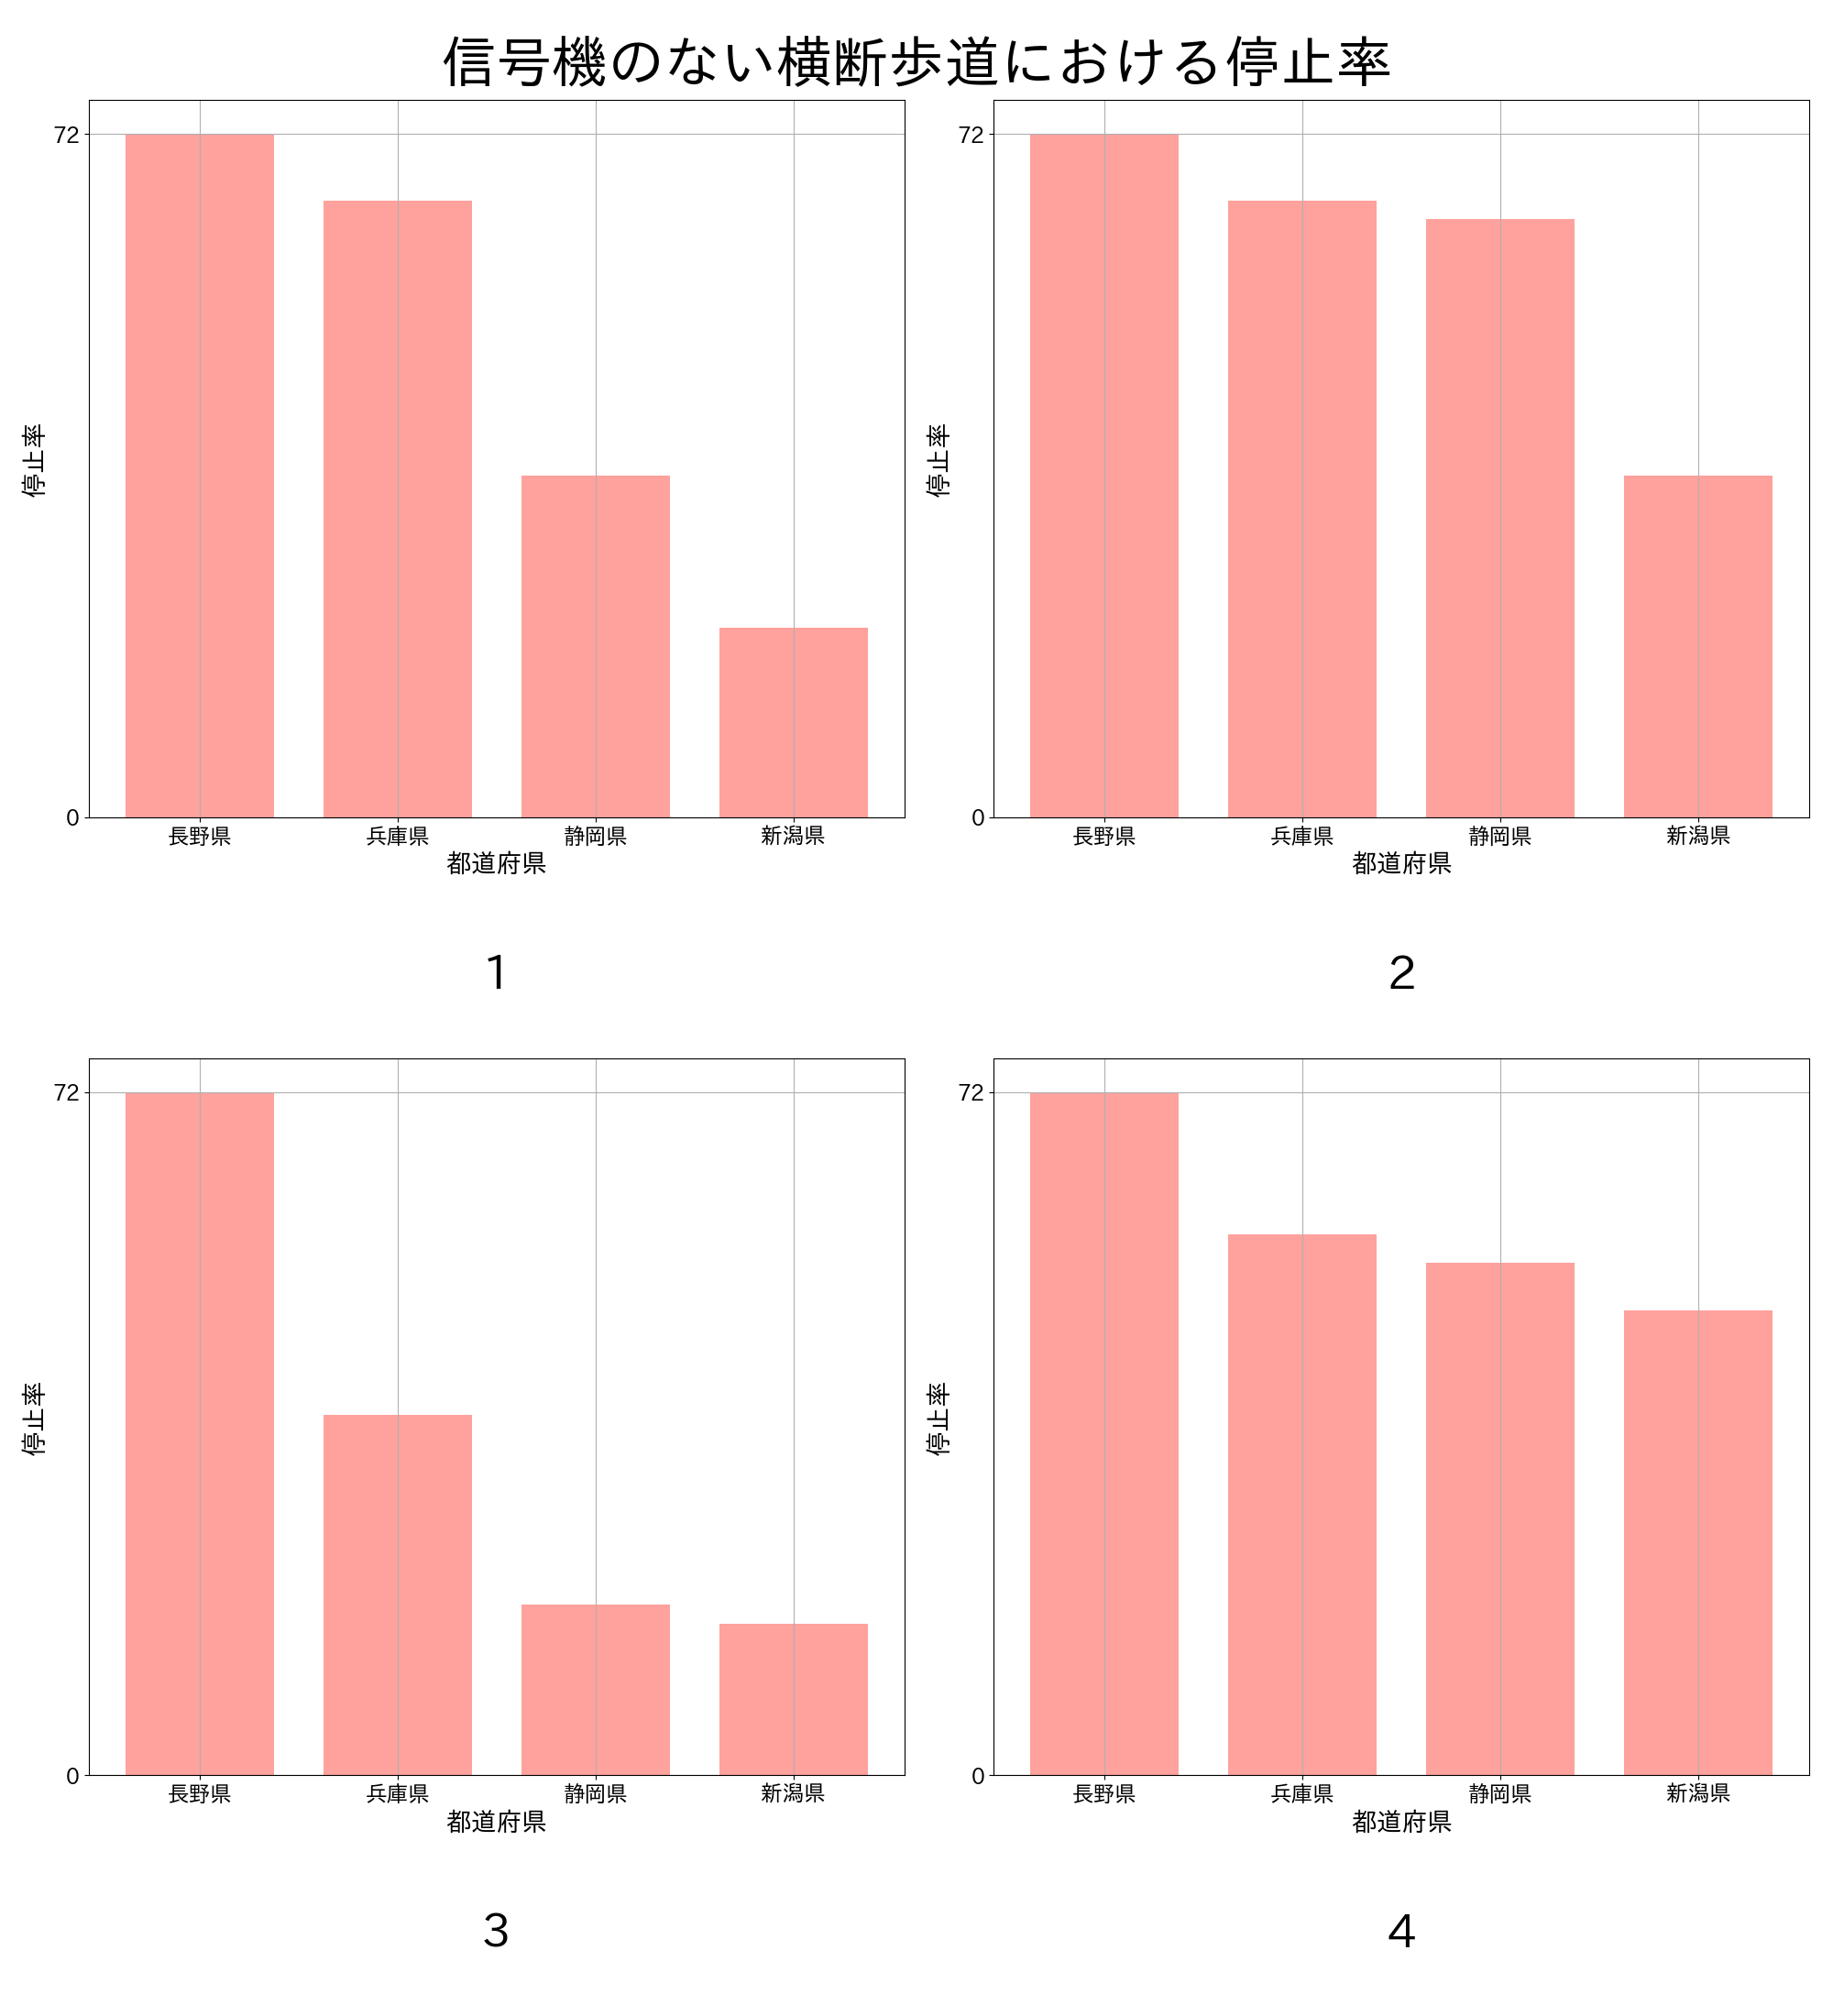 信号機のない横断歩道における停止率
72
停止率
0
長野県 兵庫県 静岡県 新潟県
都道府県
1
72
停止率
0
長野県 兵庫県 静岡県 新潟県
都道府県
2
72
停止率
0
長野県 兵庫県 静岡県 新潟県
都道府県
3
72
停止率
0
長野県 兵庫県 静岡県 新潟県
都道府県
4